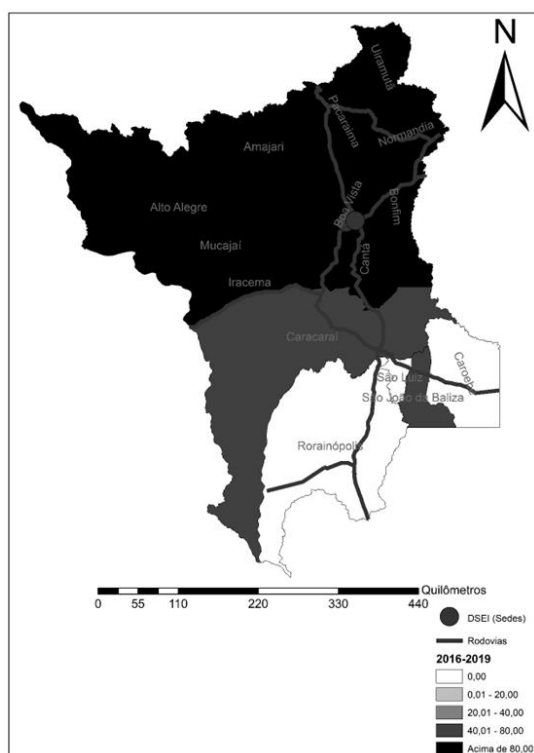 N
Uiramutã
Pacaraima
Normandia
Amajari
Bonfim
Alto Alegre
Boa Vista
Mucajaí
Cantá
Iracema
Caracaraí
Caroebe
São Luiz
São João da Baliza
Rorainópolis
Quilômetros
0 55 110 220 330 440
DSEI (Sedes)
Rodovias
2016-2019
0,00
0,01 - 20,00
20,01 - 40,00
40,01 - 80,00
Acima de 80,00